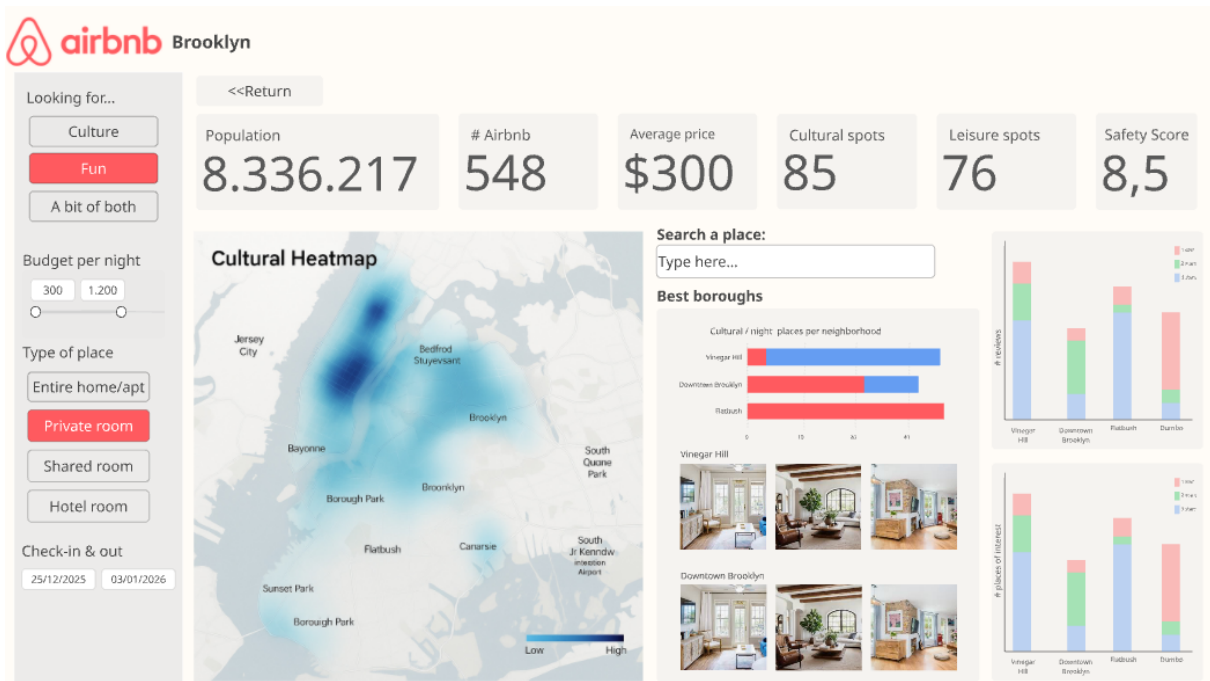 airbnb Brooklyn
Looking for...
Culture
Fun
A bit of both
Budget per night
300 1.200
Type of place
Entire home/apt
Private room
Shared room
Hotel room
Check-in & out
25/12/2025 03/01/2026
<<Return
Population
8.336.217
# Airbnb
548
Average price
$300
Cultural spots
85
Leisure spots
76
Safety Score
8,5
Cultural Heatmap
Jersey
City
Bedfrod
Stuyevsant
Brooklyn
Bayonne
South
Quane
Park
Broonklyn
Borough Park
Flatbush
Canarsie
South
Jr Kenndw
Airport
Sunset Park
Borouigh Park
Low High
Search a place:
Type here...
Best boroughs
Cultural / night places per neighborhood
Vinegar Hill
Downtown Brooklyn
Flatbush
0
Vinegar Hill
Downtown Brooklyn
# reviews
Vinegar
Hill
Downtown
Brooklyn
Flatbush
Dumbo
# places of interest
Vinegar
Hill
Downtown
Brooklyn
Flatbush
Dumbo